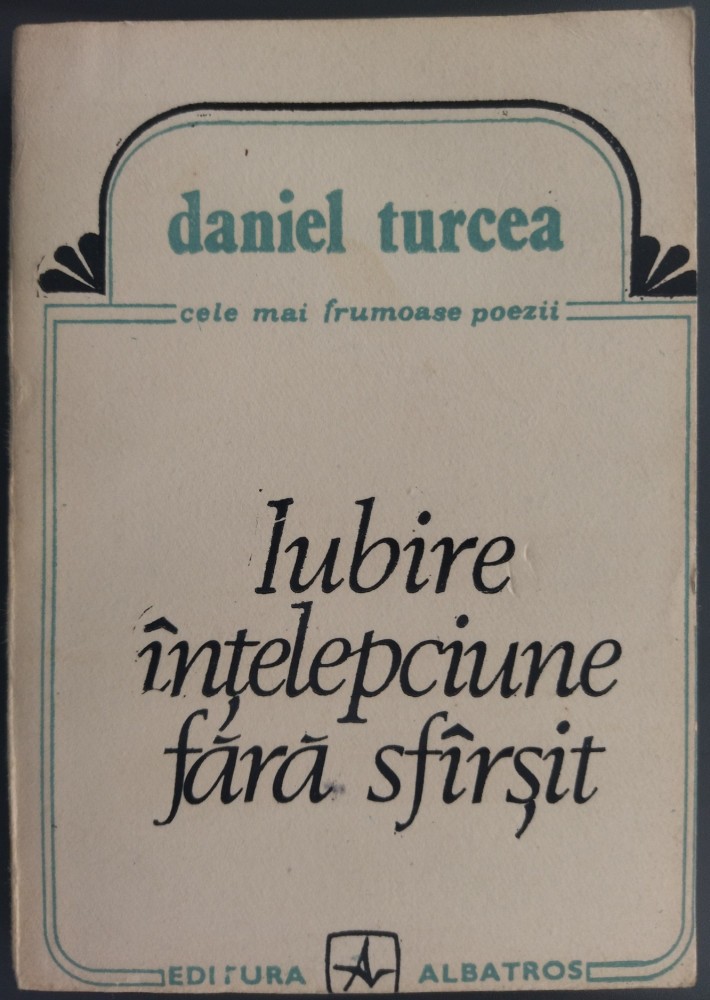 daniel turcea
cele mai frumoase poezii
Iubire
înțelepciune
fără sfîrșit
EDITURA ALBATROS